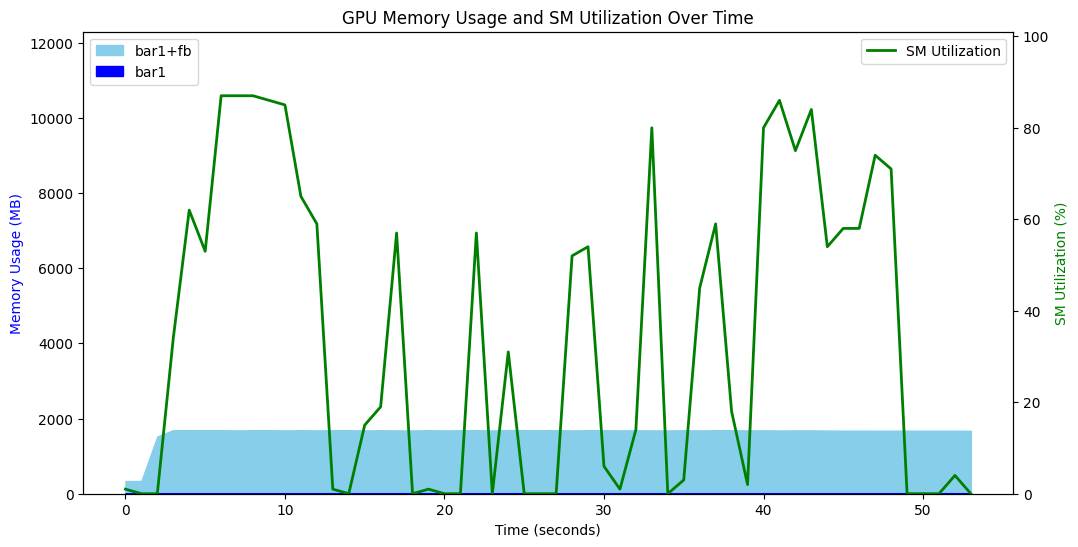 GPU Memory Usage and SM Utilization Over Time
bar1+fb
bar1
SM Utilization
Memory Usage (MB)
12000
10000
8000
6000
4000
2000
0
100
80
60
40
20
0
SM Utilization (%)
0 10 20 30 40 50
Time (seconds)